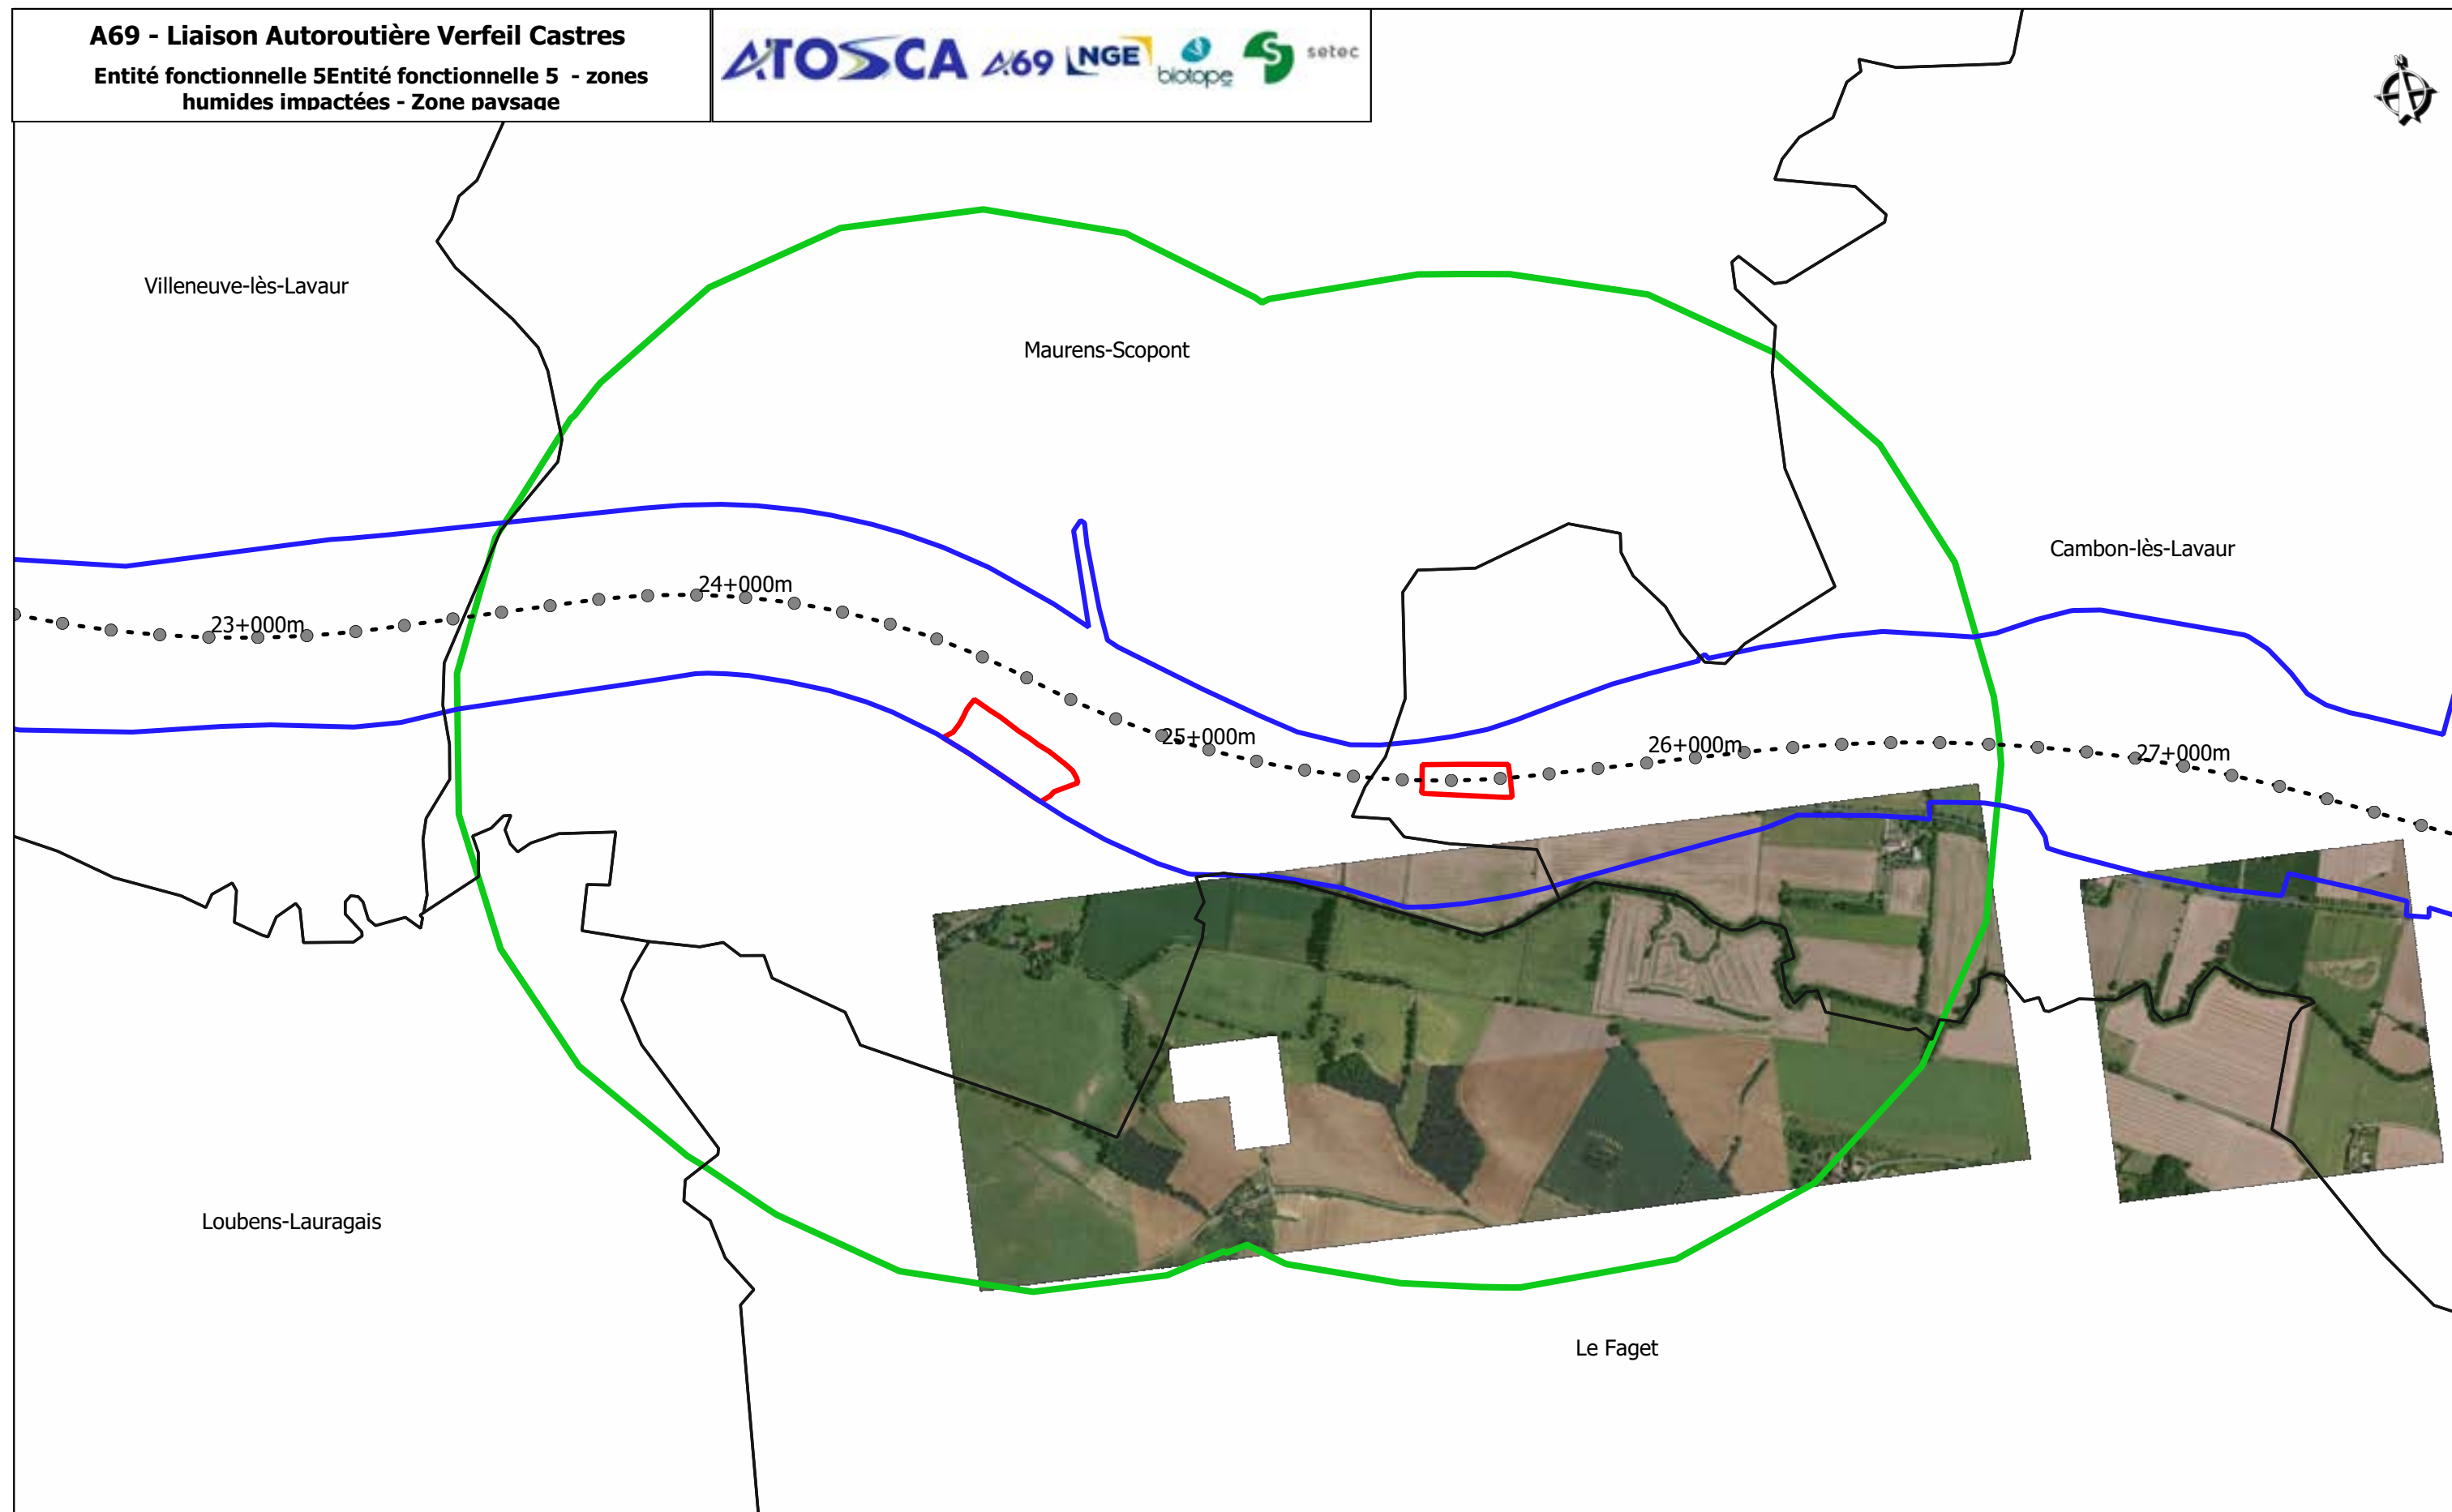 A69 - Liaison Autoroutière Verfeil Castres
Entité fonctionnelle 5Entité fonctionnelle 5 - zones
humides impactées - Zone paysage
ATOSCA A69 NGE biotope setec
N
Villeneuve-lès-Lavaur
Maurens-Scopont
Cambon-lès-Lavaur
24+000m
23+000m
25+000m
26+000m
27+000m
Loubens-Lauragais
Le Faget